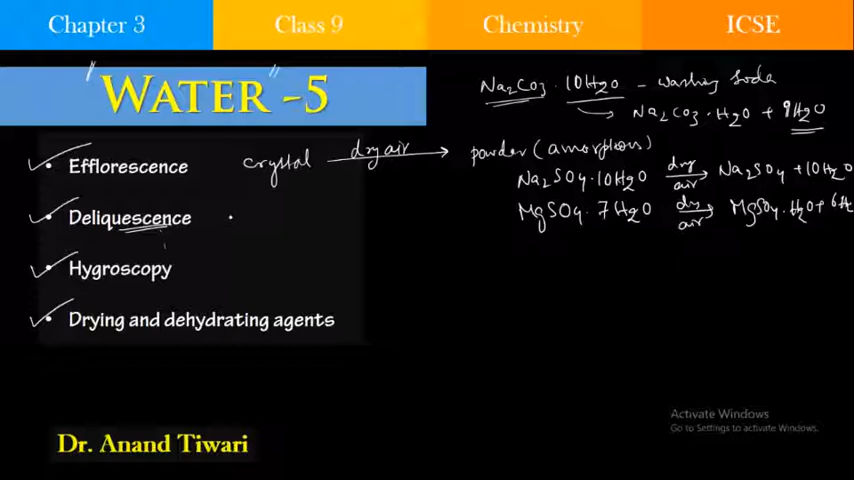 Chapter 3 Class 9 Chemistry ICSE
"WATER" -5
Na2CO3 · 10H2O - washing Soda
Na2CO3 · H2O + 9H2O
• Efflorescence
crystal dry air → powder (amorphous)
Na2SO4 · 10H2O dry air → Na2SO4 + 10H2O
• Deliquescence
MgSO4 · 7H2O dry air → MgSO4 · H2O + 6H2
• Hygroscopy
• Drying and dehydrating agents
Activate Windows
Go to Settings to activate Windows.
Dr. Anand Tiwari